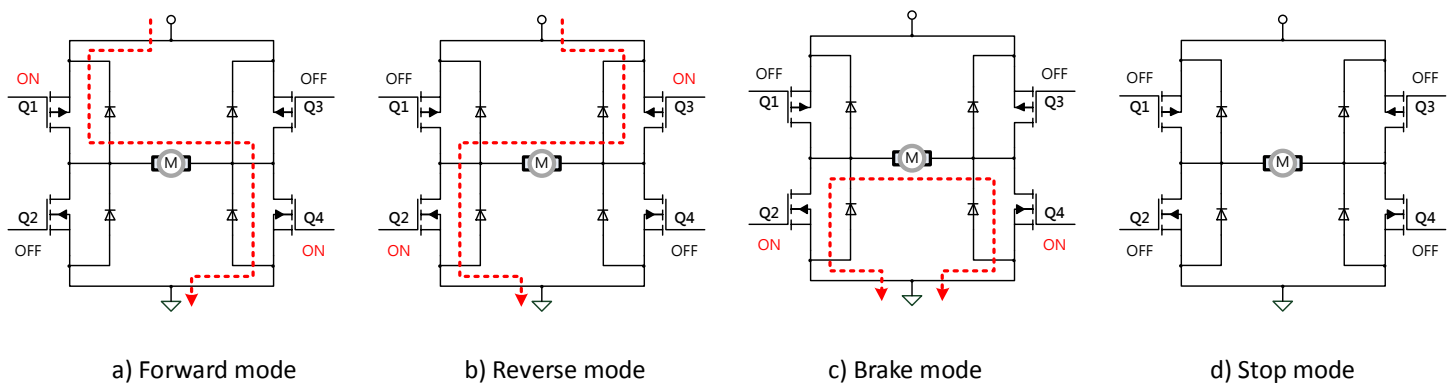 ON
Q1
OFF
Q3
M
Q2
OFF
Q4
ON
a) Forward mode
OFF
Q1
ON
Q3
M
Q2
ON
Q4
OFF
b) Reverse mode
OFF
Q1
OFF
Q3
M
Q2
ON
Q4
ON
c) Brake mode
OFF
Q1
OFF
Q3
M
Q2
OFF
Q4
OFF
d) Stop mode